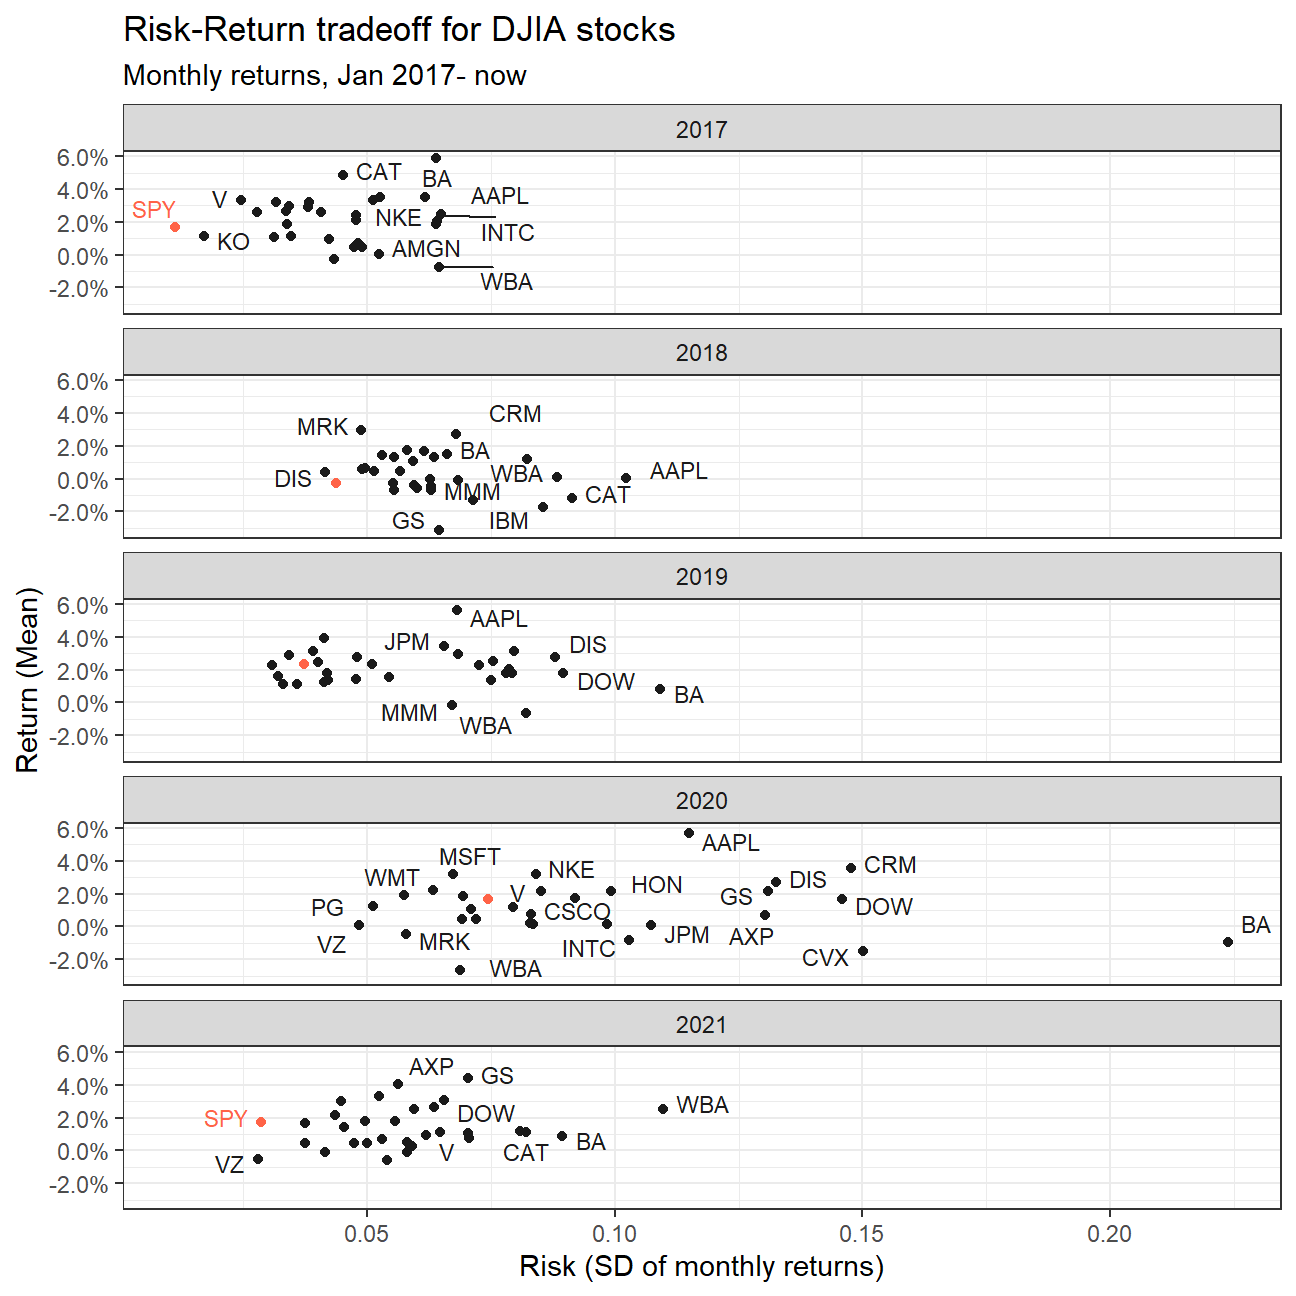 Risk-Return tradeoff for DJIA stocks
Monthly returns, Jan 2017- now
Return (Mean)
2017
6.0%
4.0%
2.0%
0.0%
-2.0%
CAT
BA
V
AAPL
SPY
NKE
INTC
KO
AMGN
WBA
2018
6.0%
4.0%
2.0%
0.0%
-2.0%
CRM
MRK
BA
WBA
AAPL
DIS
MMM
CAT
GS
IBM
2019
6.0%
4.0%
2.0%
0.0%
-2.0%
AAPL
JPM
DIS
DOW
BA
MMM
WBA
2020
6.0%
4.0%
2.0%
0.0%
-2.0%
AAPL
MSFT
NKE
CRM
WMT
HON
DIS
V
GS
PG
CSCO
DOW
BA
VZ
MRK
JPM
AXP
INTC
CVX
WBA
2021
6.0%
4.0%
2.0%
0.0%
-2.0%
AXP
GS
WBA
SPY
DOW
BA
V
CAT
VZ
0.05
0.10
0.15
0.20
Risk (SD of monthly returns)